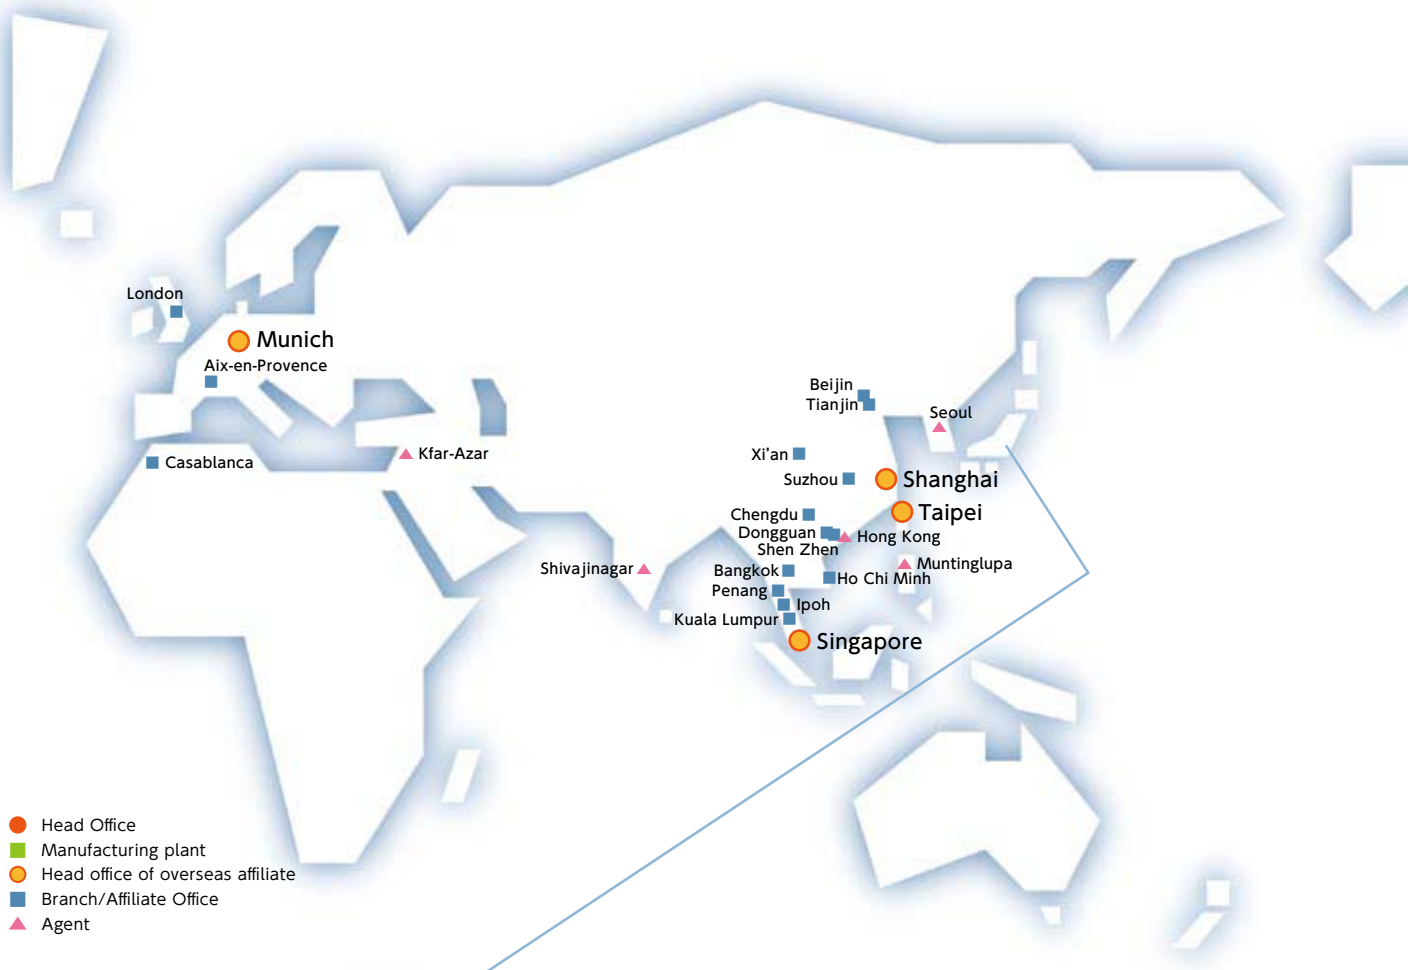 London
Munich
Aix-en-Provence
Beijin
Tianjin
Seoul
Kfar-Azar
Casablanca
Xi'an
Suzhou
Shanghai
Taipei
Chengdu
Dongguan
Hong Kong
Shen Zhen
Muntinglupa
Shivajinagar
Bangkok
Ho Chi Minh
Penang
Ipoh
Kuala Lumpur
Singapore
Head Office
Manufacturing plant
Head office of overseas affiliate
Branch/Affiliate Office
Agent